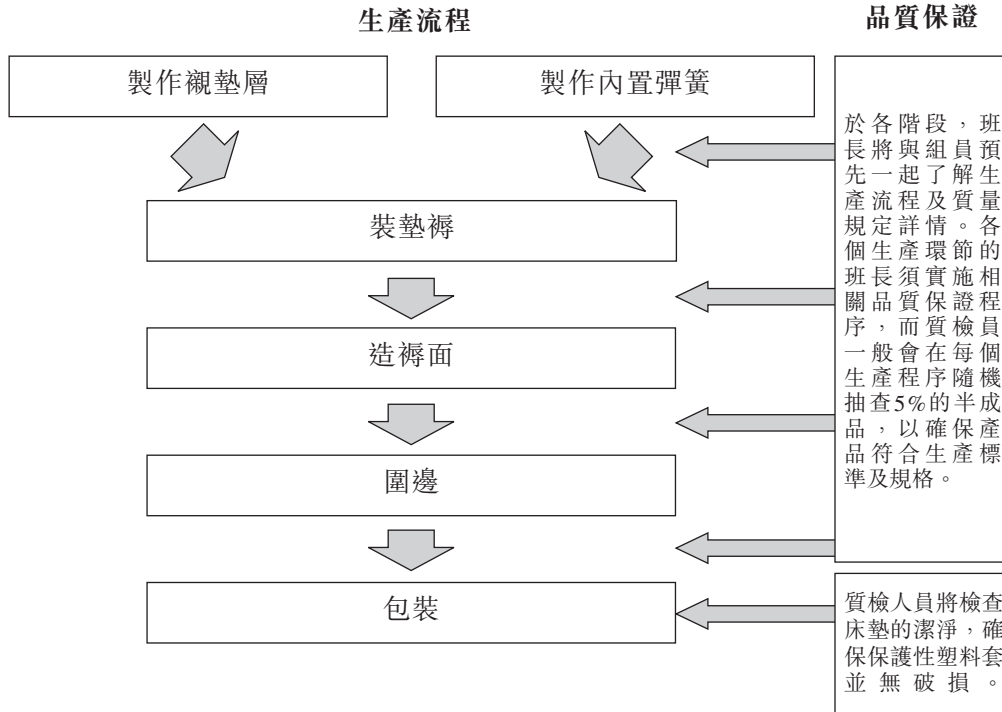 生產流程
品質保證
製作襯墊層
製作內置彈簧
裝墊褥
造褥面
圍邊
包裝
於各階段，班
長將與組員預
先一起了解生
產流程及質量
規定詳情。各
個生產環節的
班長須實施相
關品質保證程
序，而質檢員
一般會在每個
生產程序隨機
抽查5%的半成
品，以確保產
品符合生產標
準及規格。
質檢人員將檢查
床墊的潔淨，確
保保護性塑料套
並無破損。